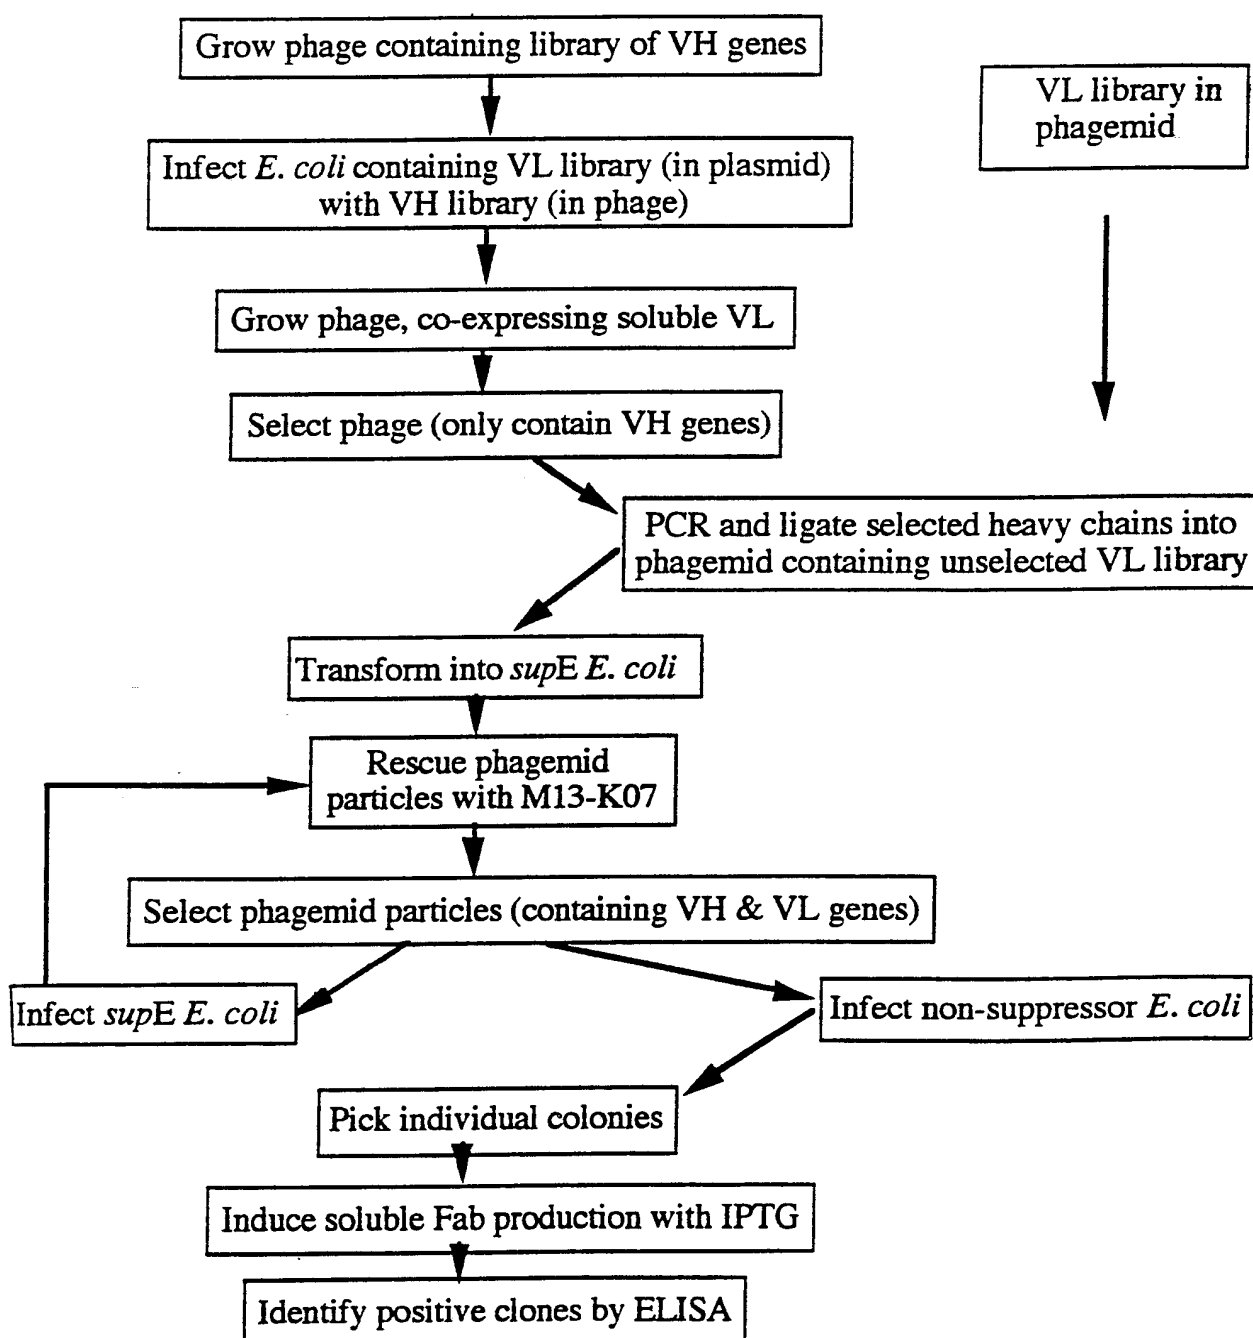 Grow phage containing library of VH genes
VL library in
phagemid
Infect E. coli containing VL library (in plasmid)
with VH library (in phage)
Grow phage, co-expressing soluble VL
Select phage (only contain VH genes)
PCR and ligate selected heavy chains into
phagemid containing unselected VL library
Transform into supE E. coli
Rescue phagemid
particles with M13-K07
Select phagemid particles (containing VH & VL genes)
Infect supE E. coli
Infect non-suppressor E. coli
Pick individual colonies
Induce soluble Fab production with IPTG
Identify positive clones by ELISA